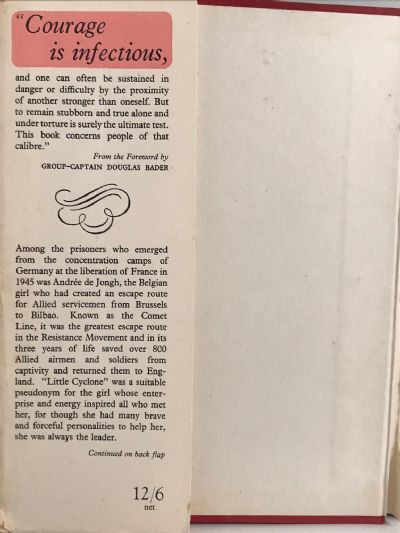 "Courage
is infectious,
and one can often be sustained in
danger or difficulty by the proximity
of another stronger than oneself. But
to remain stubborn and true alone and
under torture is surely the ultimate test.
This book concerns people of that
calibre."
From the Foreword by
GROUP-CAPTAIN DOUGLAS BADER
Among the prisoners who emerged
from the concentration camps of
Germany at the liberation of France in
1945 was Andrée de Jongh, the Belgian
girl who had created an escape route
for Allied servicemen from Brussels
to Bilbao. Known as the Comet
Line, it was the greatest escape route
in the Resistance Movement and in its
three years of life saved over 800
Allied airmen and soldiers from
captivity and returned them to Eng-
land. "Little Cyclone" was a suitable
pseudonym for the girl whose enter-
prise and energy inspired all who met
her, for though she had many brave
and forceful personalities to help her,
she was always the leader.
Continued on back flap
12/6
net